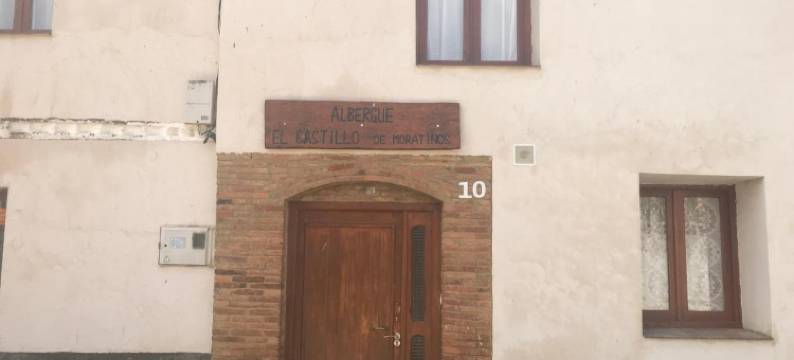 ALBERGUE
"EL CASTILLO DE MORATINOS
10